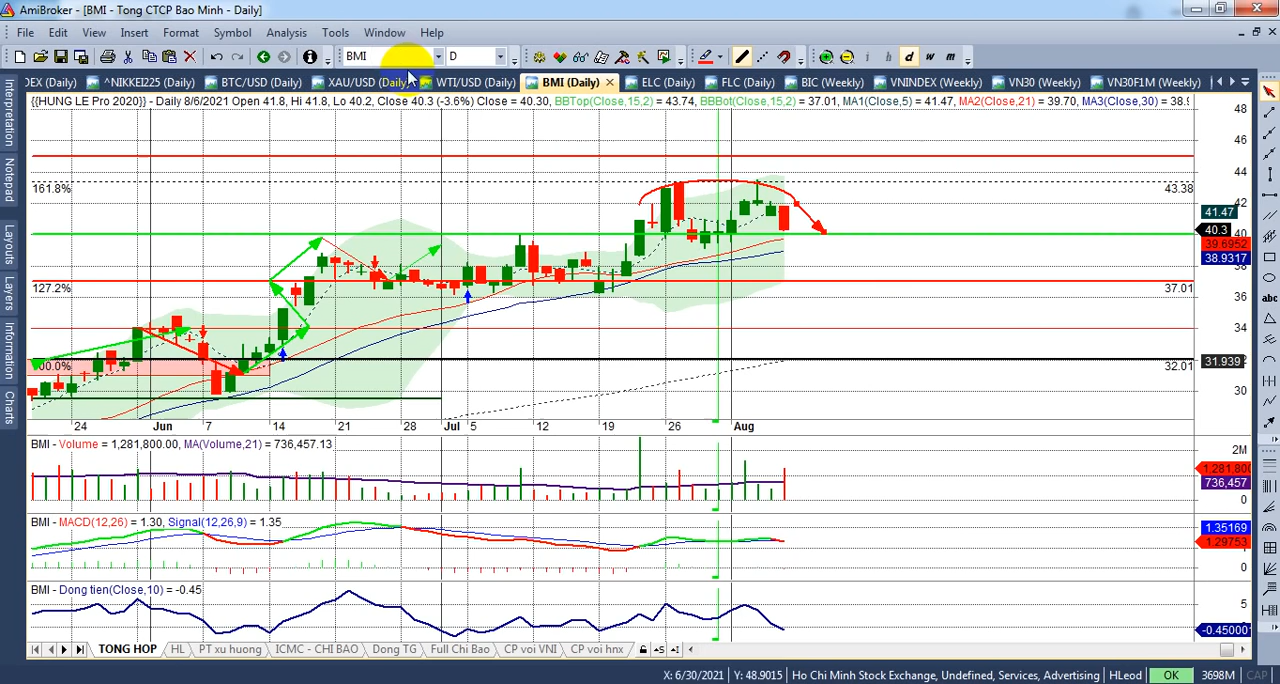 AmiBroker - [BMI - Tong CTCP Bao Minh - Daily]
File Edit View Insert Format Symbol Analysis Tools Window Help
BMI D i h d w m
DEX (Daily) ^NIKKEI225 (Daily) BTC/USD (Daily) XAU/USD (Daily) WTI/USD (Daily) BMI (Daily) ELC (Daily) FLC (Daily) BIC (Weekly) VNINDEX (Weekly) VN30 (Weekly) VN30F1M (Weekly)
{{HUNG LE Pro 2020}} - Daily 8/6/2021 Open 41.8, Hi 41.8, Lo 40.2, Close 40.3 (-3.6%) Close = 40.30, BBTop(Close,15,2) = 43.74, BBBot(Close,15,2) = 37.01, MA1(Close,5) = 41.47, MA2(Close,21) = 39.70, MA3(Close,30) = 38.9
Interpretation
Notepad
Layouts
Layers
Information
Charts
abc
48
46
44
161.8% 43.38
42
41.47
40.3
40
39.6952
38.9317
38
127.2% 37.01
36
34
31.939
100.0% 32.01
30
24 Jun 7 14 21 28 Jul 5 12 19 26 Aug
BMI - Volume = 1,281,800.00, MA(Volume,21) = 736,457.13
2M
1,281,800
736,457
0
BMI - MACD(12,26) = 1.30, Signal(12,26,9) = 1.35
1.35169
1.29753
0
BMI - Dong tien(Close,10) = -0.45
5
-0.45000
TONG HOP HL PT xu huong ICMC - CHI BAO Dong TG Full Chi Bao CP voi VNI CP voi hnx
X: 6/30/2021 Y: 48.9015 Ho Chi Minh Stock Exchange, Undefined, Services, Advertising HLeod OK 3698M CAP